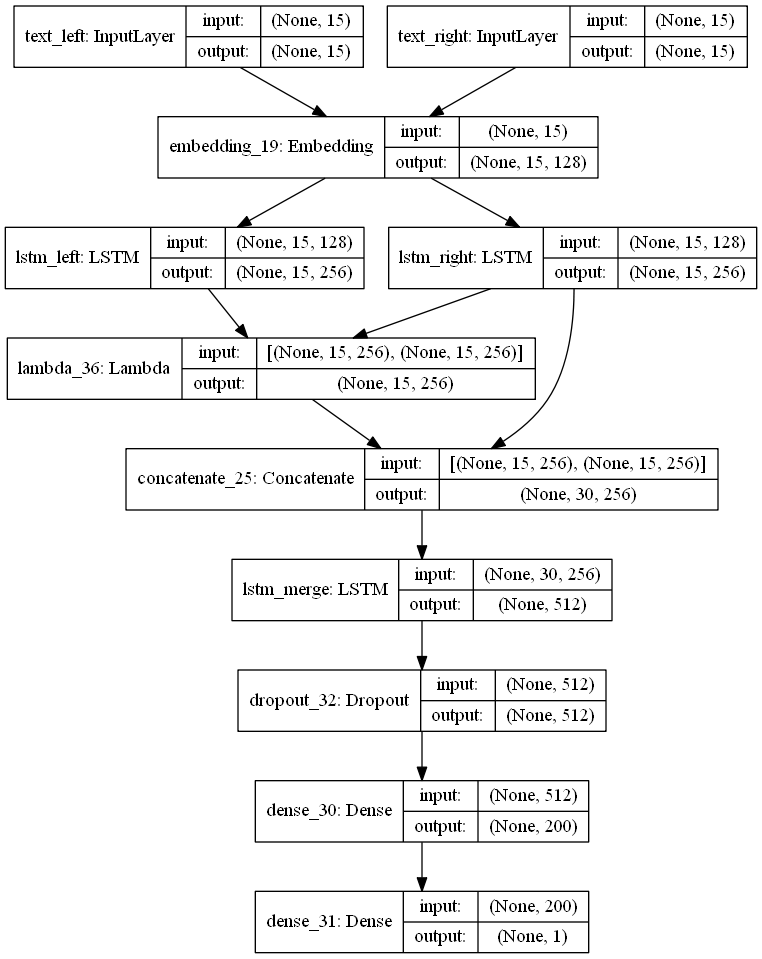 text_left: InputLayer
input:
(None, 15)
output:
(None, 15)
text_right: InputLayer
input:
(None, 15)
output:
(None, 15)
embedding_19: Embedding
input:
(None, 15)
output:
(None, 15, 128)
lstm_left: LSTM
input:
(None, 15, 128)
output:
(None, 15, 256)
lstm_right: LSTM
input:
(None, 15, 128)
output:
(None, 15, 256)
lambda_36: Lambda
input:
[(None, 15, 256), (None, 15, 256)]
output:
(None, 15, 256)
concatenate_25: Concatenate
input:
[(None, 15, 256), (None, 15, 256)]
output:
(None, 30, 256)
lstm_merge: LSTM
input:
(None, 30, 256)
output:
(None, 512)
dropout_32: Dropout
input:
(None, 512)
output:
(None, 512)
dense_30: Dense
input:
(None, 512)
output:
(None, 200)
dense_31: Dense
input:
(None, 200)
output:
(None, 1)